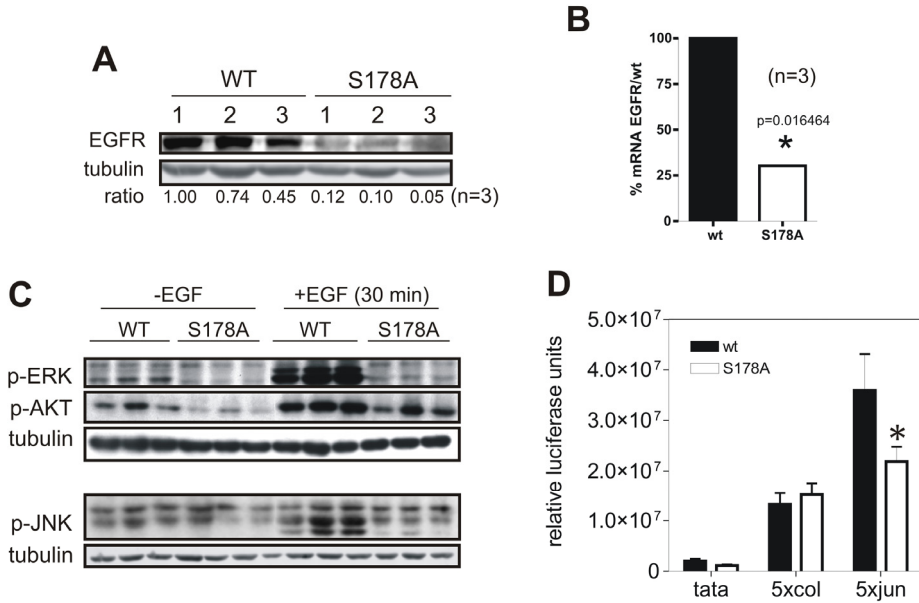 A
WT S178A
1 2 3 1 2 3
EGFR
tubulin
ratio 1.00 0.74 0.45 0.12 0.10 0.05 (n=3)
B
% mRNA EGFR/wt
100
75
50
25
0
(n=3)
p=0.016464
*
wt S178A
C
-EGF +EGF (30 min)
WT S178A WT S178A
p-ERK
p-AKT
tubulin
p-JNK
tubulin
D
relative luciferase units
5.0×10⁷
4.0×10⁷
3.0×10⁷
2.0×10⁷
1.0×10⁷
0
wt
S178A
*
tata 5xcol 5xjun